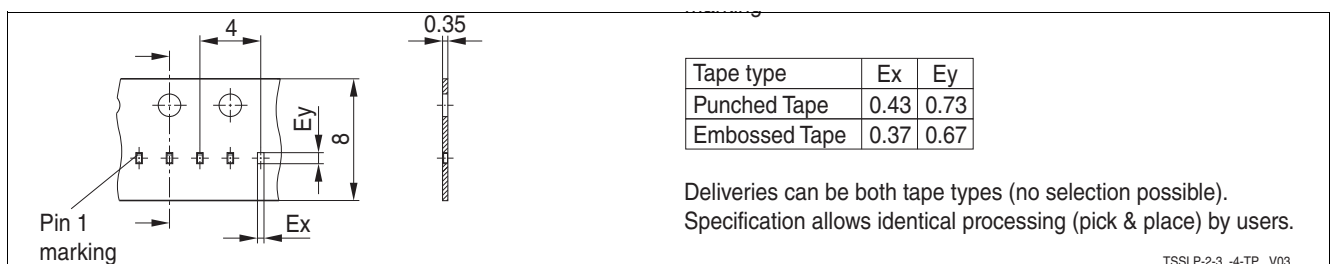 4
0.35
Ey
8
Ex
Pin 1
marking
Tape type Ex Ey
Punched Tape 0.43 0.73
Embossed Tape 0.37 0.67
Deliveries can be both tape types (no selection possible).
Specification allows identical processing (pick & place) by users.